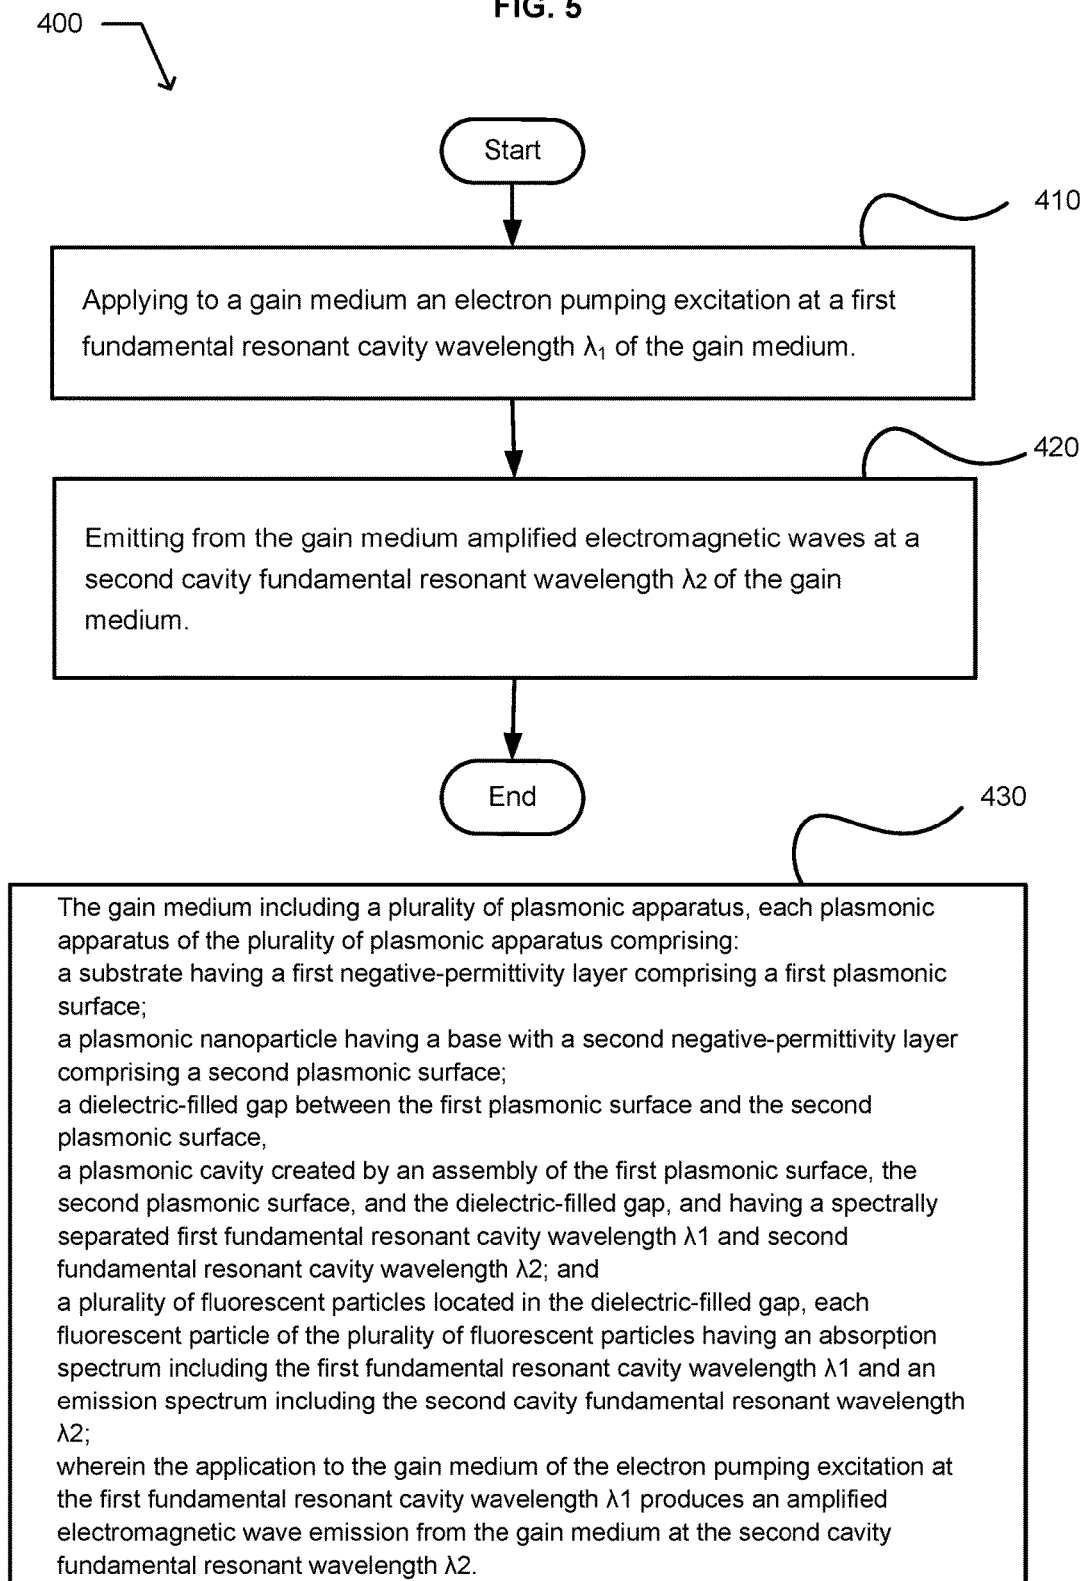 FIG. 5
400
Start
410
Applying to a gain medium an electron pumping excitation at a first
fundamental resonant cavity wavelength λ₁ of the gain medium.
420
Emitting from the gain medium amplified electromagnetic waves at a
second cavity fundamental resonant wavelength λ2 of the gain
medium.
End
430
The gain medium including a plurality of plasmonic apparatus, each plasmonic
apparatus of the plurality of plasmonic apparatus comprising:
a substrate having a first negative-permittivity layer comprising a first plasmonic
surface;
a plasmonic nanoparticle having a base with a second negative-permittivity layer
comprising a second plasmonic surface;
a dielectric-filled gap between the first plasmonic surface and the second
plasmonic surface,
a plasmonic cavity created by an assembly of the first plasmonic surface, the
second plasmonic surface, and the dielectric-filled gap, and having a spectrally
separated first fundamental resonant cavity wavelength λ1 and second
fundamental resonant cavity wavelength λ2; and
a plurality of fluorescent particles located in the dielectric-filled gap, each
fluorescent particle of the plurality of fluorescent particles having an absorption
spectrum including the first fundamental resonant cavity wavelength λ1 and an
emission spectrum including the second cavity fundamental resonant wavelength
λ2;
wherein the application to the gain medium of the electron pumping excitation at
the first fundamental resonant cavity wavelength λ1 produces an amplified
electromagnetic wave emission from the gain medium at the second cavity
fundamental resonant wavelength λ2.